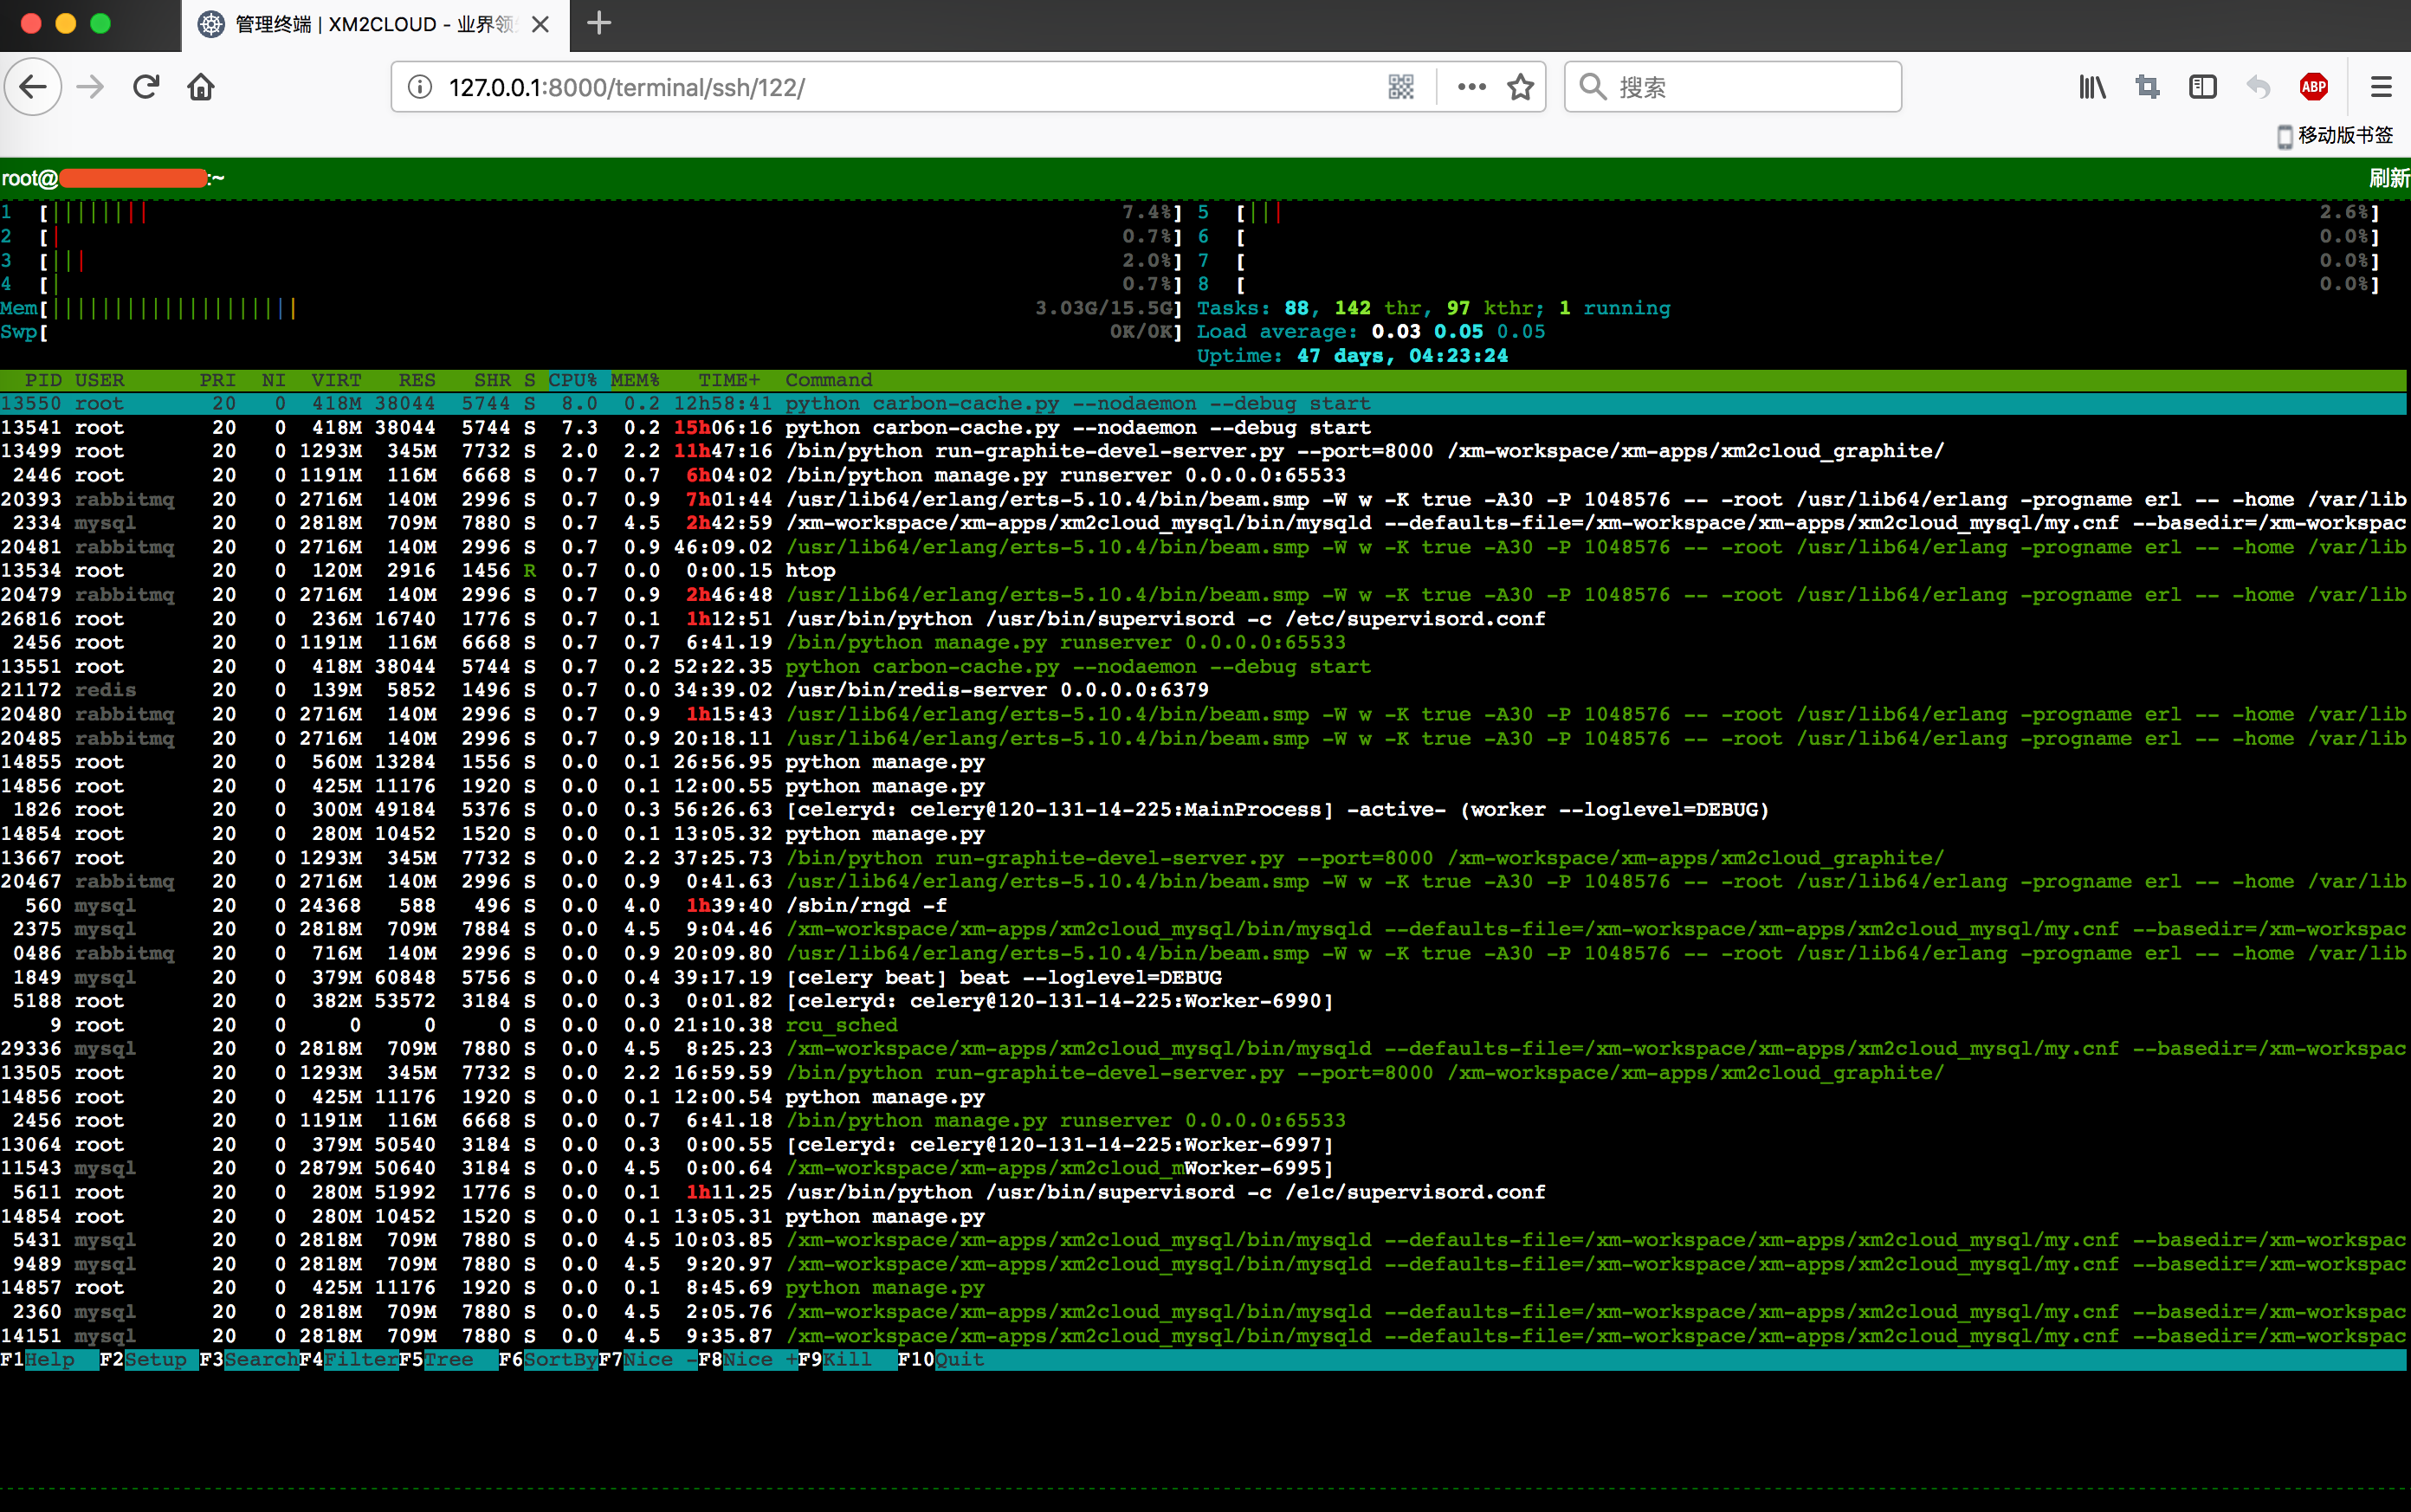 管理终端 | XM2CLOUD - 业界领
127.0.0.1:8000/terminal/ssh/122/
搜索
ABP
移动版书签
root@ :~ 刷新
1 [||||||||| 7.4%] 5 [||| 2.6%]
2 [| 0.7%] 6 [ 0.0%]
3 [||| 2.0%] 7 [ 0.0%]
4 [| 0.7%] 8 [ 0.0%]
Mem[|||||||||||||||||||| 3.03G/15.5G] Tasks: 88, 142 thr, 97 kthr; 1 running
Swp[ 0K/0K] Load average: 0.03 0.05 0.05
Uptime: 47 days, 04:23:24
PID USER PRI NI VIRT RES SHR S CPU% MEM% TIME+ Command
13550 root 20 0 418M 38044 5744 S 8.0 0.2 12h58:41 python carbon-cache.py --nodaemon --debug start
13541 root 20 0 418M 38044 5744 S 7.3 0.2 15h06:16 python carbon-cache.py --nodaemon --debug start
13499 root 20 0 1293M 345M 7732 S 2.0 2.2 11h47:16 /bin/python run-graphite-devel-server.py --port=8000 /xm-workspace/xm-apps/xm2cloud_graphite/
2446 root 20 0 1191M 116M 6668 S 0.7 0.7 6h04:02 /bin/python manage.py runserver 0.0.0.0:65533
20393 rabbitmq 20 0 2716M 140M 2996 S 0.7 0.9 7h01:44 /usr/lib64/erlang/erts-5.10.4/bin/beam.smp -W w -K true -A30 -P 1048576 -- -root /usr/lib64/erlang -progname erl -- -home /var/lib
2334 mysql 20 0 2818M 709M 7880 S 0.7 4.5 2h42:59 /xm-workspace/xm-apps/xm2cloud_mysql/bin/mysqld --defaults-file=/xm-workspace/xm-apps/xm2cloud_mysql/my.cnf --basedir=/xm-workspac
20481 rabbitmq 20 0 2716M 140M 2996 S 0.7 0.9 46:09.02 /usr/lib64/erlang/erts-5.10.4/bin/beam.smp -W w -K true -A30 -P 1048576 -- -root /usr/lib64/erlang -progname erl -- -home /var/lib
13534 root 20 0 120M 2916 1456 R 0.7 0.0 0:00.15 htop
20479 rabbitmq 20 0 2716M 140M 2996 S 0.7 0.9 2h46:48 /usr/lib64/erlang/erts-5.10.4/bin/beam.smp -W w -K true -A30 -P 1048576 -- -root /usr/lib64/erlang -progname erl -- -home /var/lib
26816 root 20 0 236M 16740 1776 S 0.7 0.1 1h12:51 /usr/bin/python /usr/bin/supervisord -c /etc/supervisord.conf
2456 root 20 0 1191M 116M 6668 S 0.7 0.7 6:41.19 /bin/python manage.py runserver 0.0.0.0:65533
13551 root 20 0 418M 38044 5744 S 0.7 0.2 52:22.35 python carbon-cache.py --nodaemon --debug start
21172 redis 20 0 139M 5852 1496 S 0.7 0.0 34:39.02 /usr/bin/redis-server 0.0.0.0:6379
20480 rabbitmq 20 0 2716M 140M 2996 S 0.7 0.9 1h15:43 /usr/lib64/erlang/erts-5.10.4/bin/beam.smp -W w -K true -A30 -P 1048576 -- -root /usr/lib64/erlang -progname erl -- -home /var/lib
20485 rabbitmq 20 0 2716M 140M 2996 S 0.7 0.9 20:18.11 /usr/lib64/erlang/erts-5.10.4/bin/beam.smp -W w -K true -A30 -P 1048576 -- -root /usr/lib64/erlang -progname erl -- -home /var/lib
14855 root 20 0 560M 13284 1556 S 0.0 0.1 26:56.95 python manage.py
14856 root 20 0 425M 11176 1920 S 0.0 0.1 12:00.55 python manage.py
1826 root 20 0 300M 49184 5376 S 0.0 0.3 56:26.63 [celeryd: celery@120-131-14-225:MainProcess] -active- (worker --loglevel=DEBUG)
14854 root 20 0 280M 10452 1520 S 0.0 0.1 13:05.32 python manage.py
13667 root 20 0 1293M 345M 7732 S 0.0 2.2 37:25.73 /bin/python run-graphite-devel-server.py --port=8000 /xm-workspace/xm-apps/xm2cloud_graphite/
20467 rabbitmq 20 0 2716M 140M 2996 S 0.0 0.9 0:41.63 /usr/lib64/erlang/erts-5.10.4/bin/beam.smp -W w -K true -A30 -P 1048576 -- -root /usr/lib64/erlang -progname erl -- -home /var/lib
560 mysql 20 0 24368 588 496 S 0.0 4.0 1h39:40 /sbin/rngd -f
2375 mysql 20 0 2818M 709M 7884 S 0.0 4.5 9:04.46 /xm-workspace/xm-apps/xm2cloud_mysql/bin/mysqld --defaults-file=/xm-workspace/xm-apps/xm2cloud_mysql/my.cnf --basedir=/xm-workspac
0486 rabbitmq 20 0 716M 140M 2996 S 0.0 0.9 20:09.80 /usr/lib64/erlang/erts-5.10.4/bin/beam.smp -W w -K true -A30 -P 1048576 -- -root /usr/lib64/erlang -progname erl -- -home /var/lib
1849 mysql 20 0 379M 60848 5756 S 0.0 0.4 39:17.19 [celery beat] beat --loglevel=DEBUG
5188 root 20 0 382M 53572 3184 S 0.0 0.3 0:01.82 [celeryd: celery@120-131-14-225:Worker-6990]
9 root 20 0 0 0 0 S 0.0 0.0 21:10.38 rcu_sched
29336 mysql 20 0 2818M 709M 7880 S 0.0 4.5 8:25.23 /xm-workspace/xm-apps/xm2cloud_mysql/bin/mysqld --defaults-file=/xm-workspace/xm-apps/xm2cloud_mysql/my.cnf --basedir=/xm-workspac
13505 root 20 0 1293M 345M 7732 S 0.0 2.2 16:59.59 /bin/python run-graphite-devel-server.py --port=8000 /xm-workspace/xm-apps/xm2cloud_graphite/
14856 root 20 0 425M 11176 1920 S 0.0 0.1 12:00.54 python manage.py
2456 root 20 0 1191M 116M 6668 S 0.0 0.7 6:41.18 /bin/python manage.py runserver 0.0.0.0:65533
13064 root 20 0 379M 50540 3184 S 0.0 0.3 0:00.55 [celeryd: celery@120-131-14-225:Worker-6997]
11543 mysql 20 0 2879M 50640 3184 S 0.0 4.5 0:00.64 /xm-workspace/xm-apps/xm2cloud_mWorker-6995]
5611 root 20 0 280M 51992 1776 S 0.0 0.1 1h11.25 /usr/bin/python /usr/bin/supervisord -c /e1c/supervisord.conf
14854 root 20 0 280M 10452 1520 S 0.0 0.1 13:05.31 python manage.py
5431 mysql 20 0 2818M 709M 7880 S 0.0 4.5 10:03.85 /xm-workspace/xm-apps/xm2cloud_mysql/bin/mysqld --defaults-file=/xm-workspace/xm-apps/xm2cloud_mysql/my.cnf --basedir=/xm-workspac
9489 mysql 20 0 2818M 709M 7880 S 0.0 4.5 9:20.97 /xm-workspace/xm-apps/xm2cloud_mysql/bin/mysqld --defaults-file=/xm-workspace/xm-apps/xm2cloud_mysql/my.cnf --basedir=/xm-workspac
14857 root 20 0 425M 11176 1920 S 0.0 0.1 8:45.69 python manage.py
2360 mysql 20 0 2818M 709M 7880 S 0.0 4.5 2:05.76 /xm-workspace/xm-apps/xm2cloud_mysql/bin/mysqld --defaults-file=/xm-workspace/xm-apps/xm2cloud_mysql/my.cnf --basedir=/xm-workspac
14151 mysql 20 0 2818M 709M 7880 S 0.0 4.5 9:35.87 /xm-workspace/xm-apps/xm2cloud_mysql/bin/mysqld --defaults-file=/xm-workspace/xm-apps/xm2cloud_mysql/my.cnf --basedir=/xm-workspac
F1Help F2Setup F3SearchF4FilterF5Tree F6SortByF7Nice -F8Nice +F9Kill F10Quit